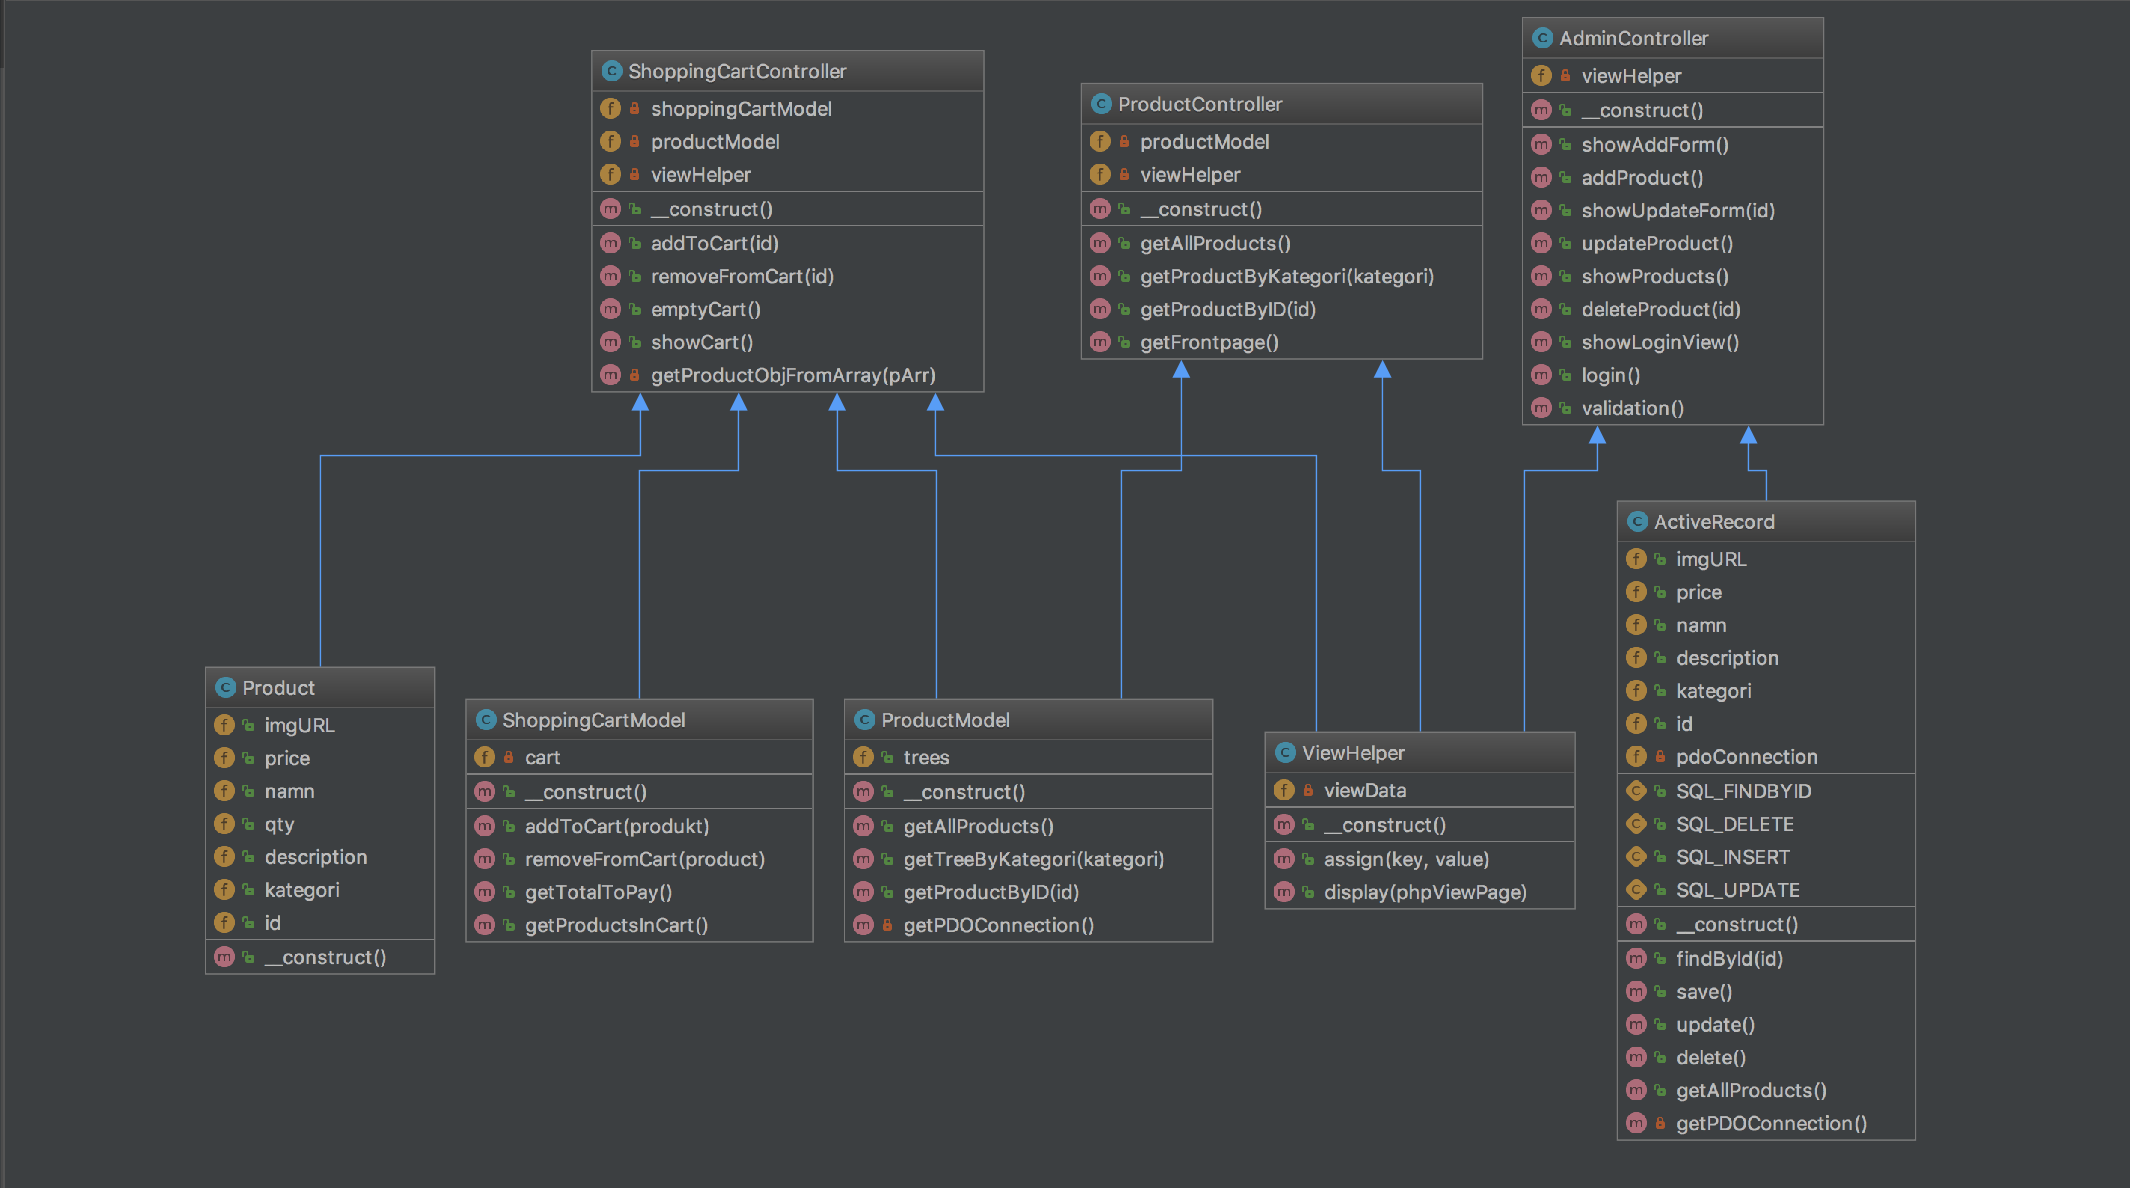 ShoppingCartController
shoppingCartModel
productModel
viewHelper
__construct()
addToCart(id)
removeFromCart(id)
emptyCart()
showCart()
getProductObjFromArray(pArr)
ProductController
productModel
viewHelper
__construct()
getAllProducts()
getProductByKategori(kategori)
getProductByID(id)
getFrontpage()
AdminController
viewHelper
__construct()
showAddForm()
addProduct()
showUpdateForm(id)
updateProduct()
showProducts()
deleteProduct(id)
showLoginView()
login()
validation()
Product
imgURL
price
namn
qty
description
kategori
id
__construct()
ShoppingCartModel
cart
__construct()
addToCart(produkt)
removeFromCart(product)
getTotalToPay()
getProductsInCart()
ProductModel
trees
__construct()
getAllProducts()
getTreeByKategori(kategori)
getProductByID(id)
getPDOConnection()
ViewHelper
viewData
__construct()
assign(key, value)
display(phpViewPage)
ActiveRecord
imgURL
price
namn
description
kategori
id
pdoConnection
SQL_FINDBYID
SQL_DELETE
SQL_INSERT
SQL_UPDATE
__construct()
findById(id)
save()
update()
delete()
getAllProducts()
getPDOConnection()